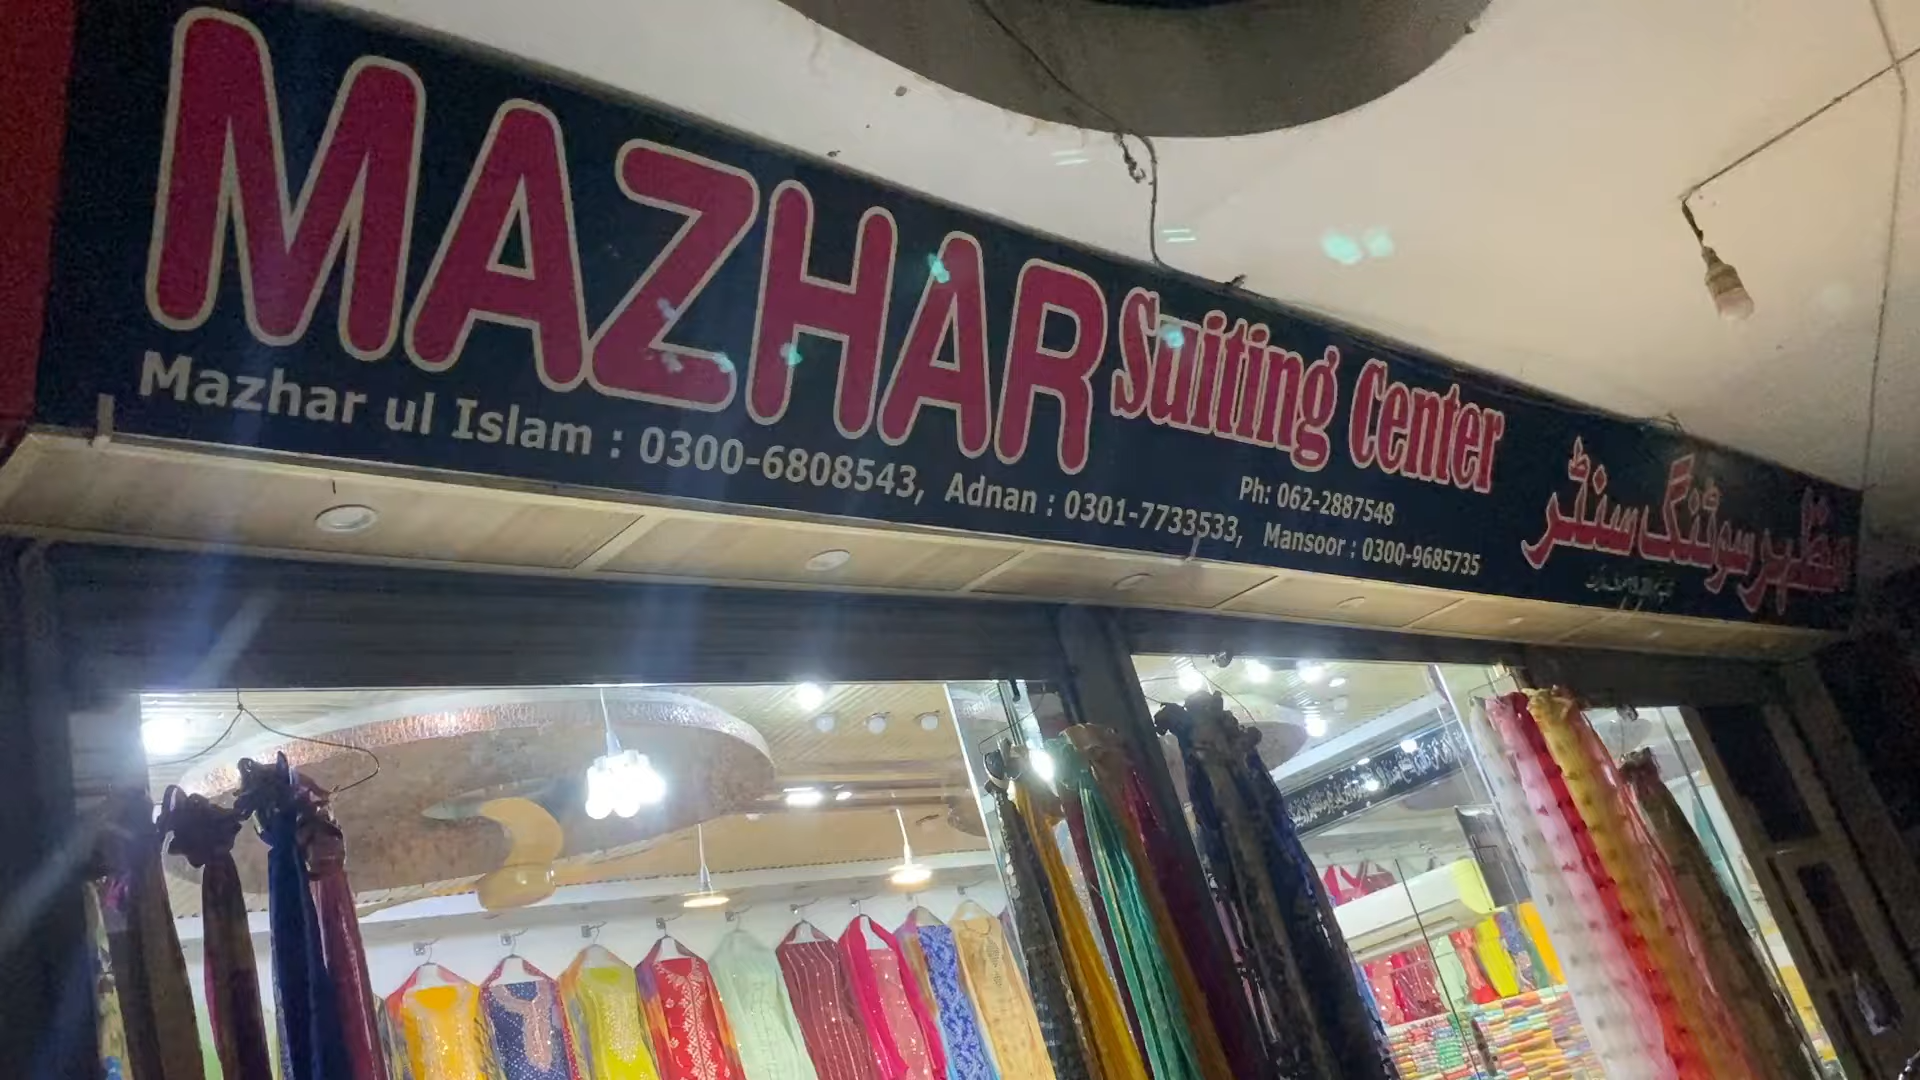 MAZHAR Suiting Center
Ph: 062-2887548
Mazhar ul Islam : 0300-6808543, Adnan : 0301-7733533, Mansoor : 0300-9685735
مظہر سوٹنگ سنٹر